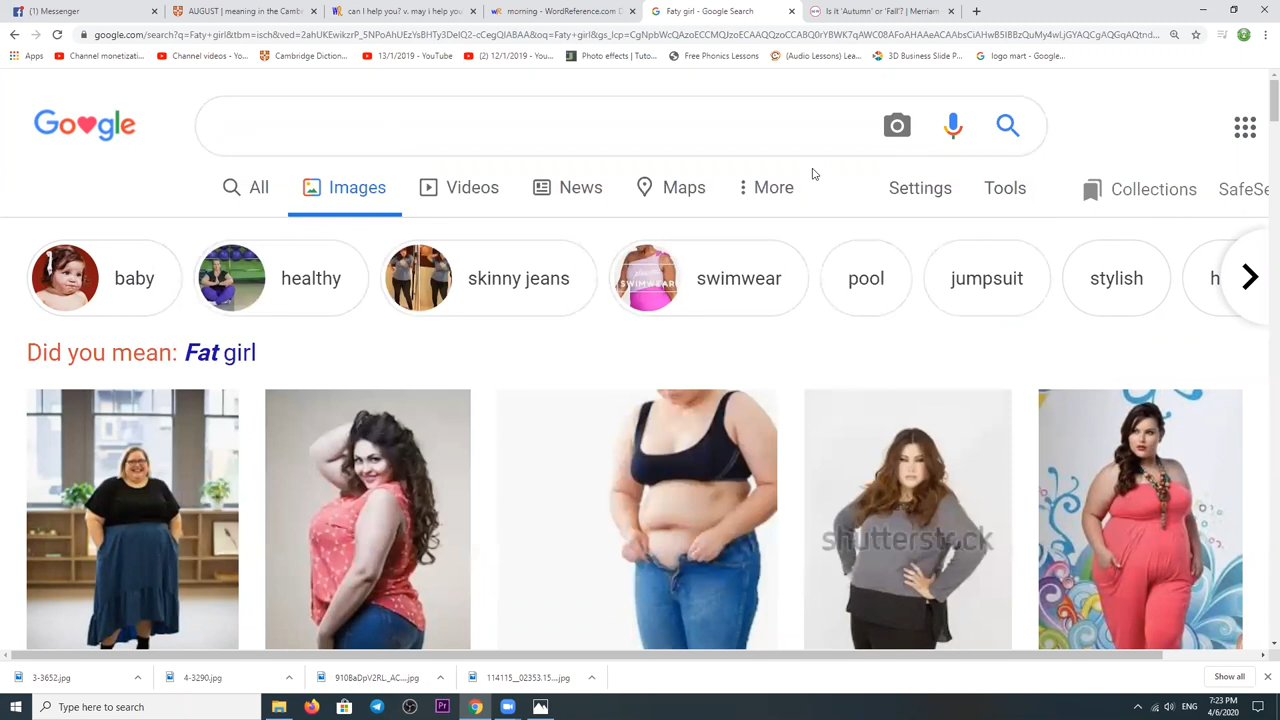 (1) Messenger
AUGUST | meaning in the Camb
can I help you? v. may i help you
morning - WordReference.com D
Faty girl - Google Search
Is it 'Autumn' or 'Fall'? | Merriam
Apps
Channel monetizati...
Channel videos - Yo...
Cambridge Diction...
13/1/2019 - YouTube
(2) 12/1/2019 - You...
Photo effects | Tuto...
Free Phonics Lessons
(Audio Lessons) Lea...
3D Business Slide P...
logo mart - Google...
Google
All
Images
Videos
News
Maps
More
Settings
Tools
Collections
SafeSe
baby
healthy
skinny jeans
swimwear
pool
jumpsuit
stylish
h
Did you mean: Fat girl
shutterstock
3-3652.jpg
4-3290.jpg
114115__02353.15....jpg
Show all
Type here to search
ENG
7:23 PM
4/6/2020